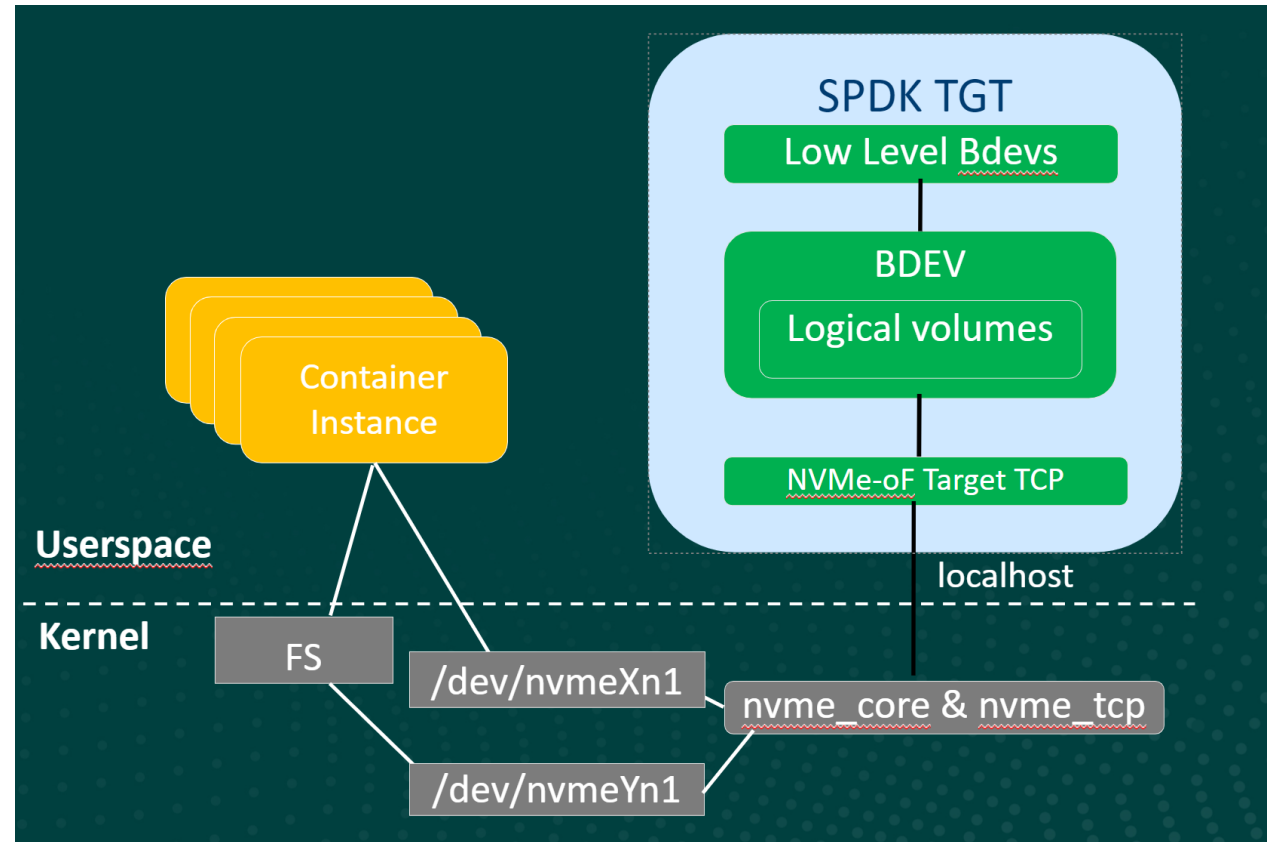 SPDK TGT
Low Level Bdevs
BDEV
Logical volumes
Container
Instance
NVMe-oF Target TCP
Userspace
localhost
Kernel
FS
/dev/nvmeXn1
nvme_core & nvme_tcp
/dev/nvmeYn1